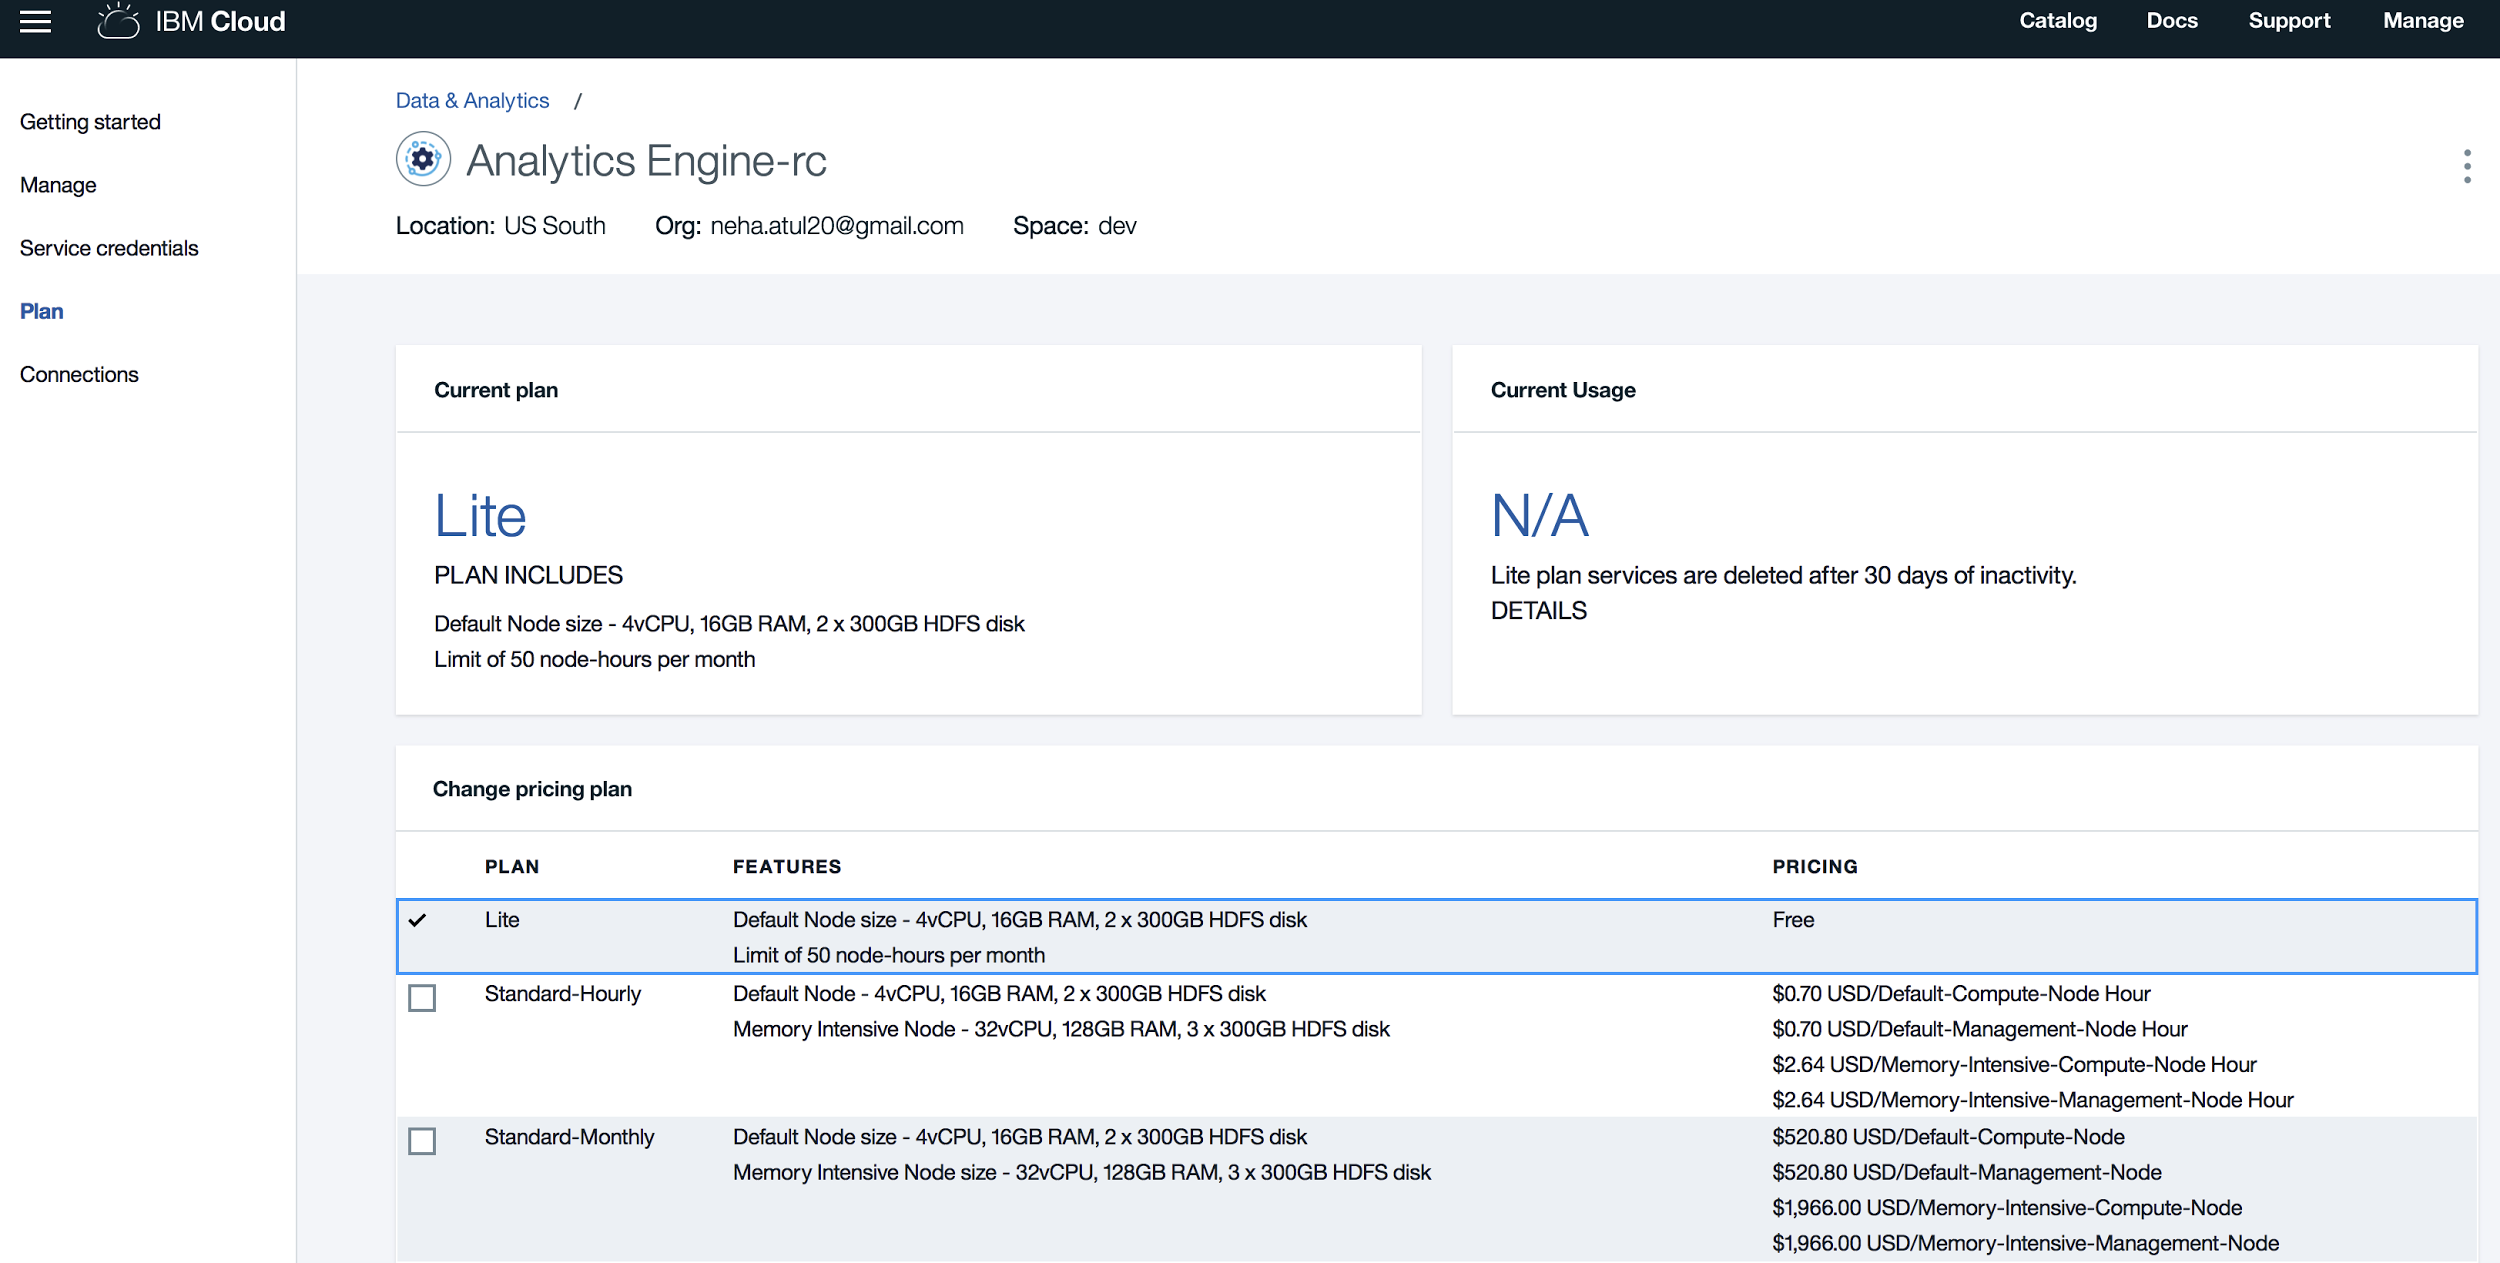 IBM Cloud
Catalog Docs Support Manage
Getting started
Manage
Service credentials
Plan
Connections
Data & Analytics /
Analytics Engine-rc
Location: US South Org: neha.atul20@gmail.com Space: dev
Current plan
Lite
PLAN INCLUDES
Default Node size - 4vCPU, 16GB RAM, 2 x 300GB HDFS disk
Limit of 50 node-hours per month
Current Usage
N/A
Lite plan services are deleted after 30 days of inactivity.
DETAILS
Change pricing plan
PLAN FEATURES PRICING
Lite Default Node size - 4vCPU, 16GB RAM, 2 x 300GB HDFS disk Free
Limit of 50 node-hours per month
Standard-Hourly Default Node - 4vCPU, 16GB RAM, 2 x 300GB HDFS disk $0.70 USD/Default-Compute-Node Hour
Memory Intensive Node - 32vCPU, 128GB RAM, 3 x 300GB HDFS disk $0.70 USD/Default-Management-Node Hour
$2.64 USD/Memory-Intensive-Compute-Node Hour
$2.64 USD/Memory-Intensive-Management-Node Hour
Standard-Monthly Default Node size - 4vCPU, 16GB RAM, 2 x 300GB HDFS disk $520.80 USD/Default-Compute-Node
Memory Intensive Node size - 32vCPU, 128GB RAM, 3 x 300GB HDFS disk $520.80 USD/Default-Management-Node
$1,966.00 USD/Memory-Intensive-Compute-Node
$1,966.00 USD/Memory-Intensive-Management-Node